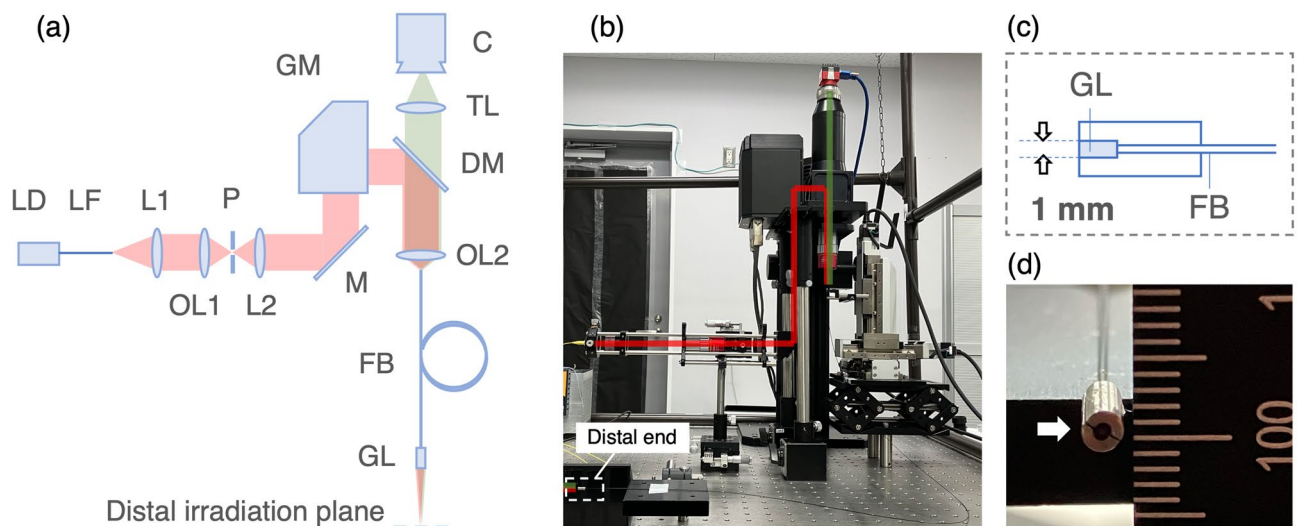 (a)
C
GM
TL
DM
LD LF L1 P
OL2
M
OL1 L2
FB
GL
Distal irradiation plane
(b)
Distal end
(c)
GL
1 mm
FB
(d)
1
100